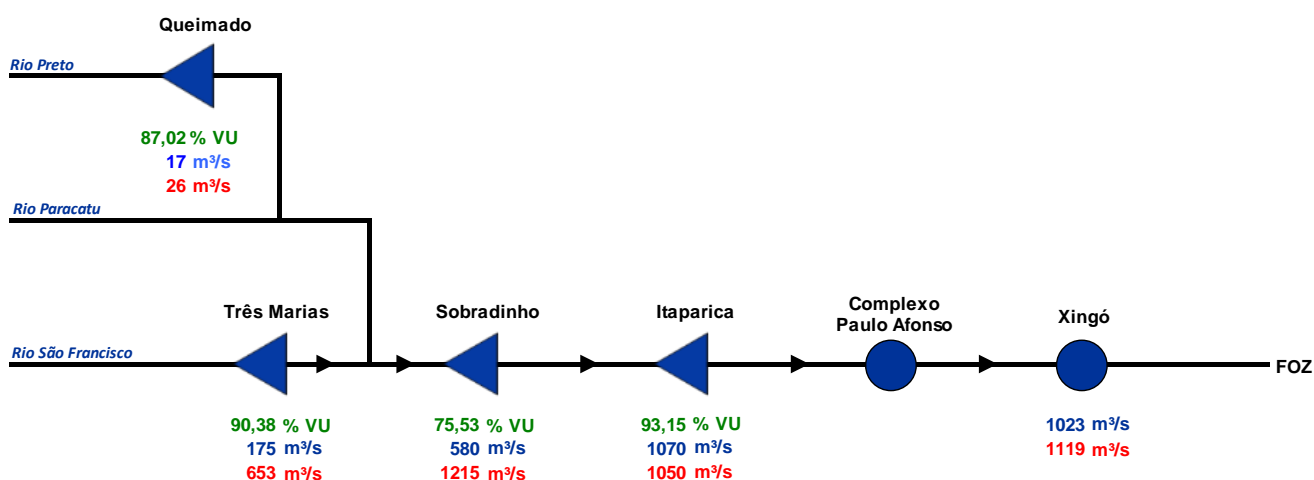 Queimado
Rio Preto
87,02 % VU
17 m³/s
26 m³/s
Rio Paracatu
Três Marias
Sobradinho
Itaparica
Complexo
Paulo Afonso
Xingó
Rio São Francisco
FOZ
90,38 % VU
175 m³/s
653 m³/s
75,53 % VU
580 m³/s
1215 m³/s
93,15 % VU
1070 m³/s
1050 m³/s
1023 m³/s
1119 m³/s